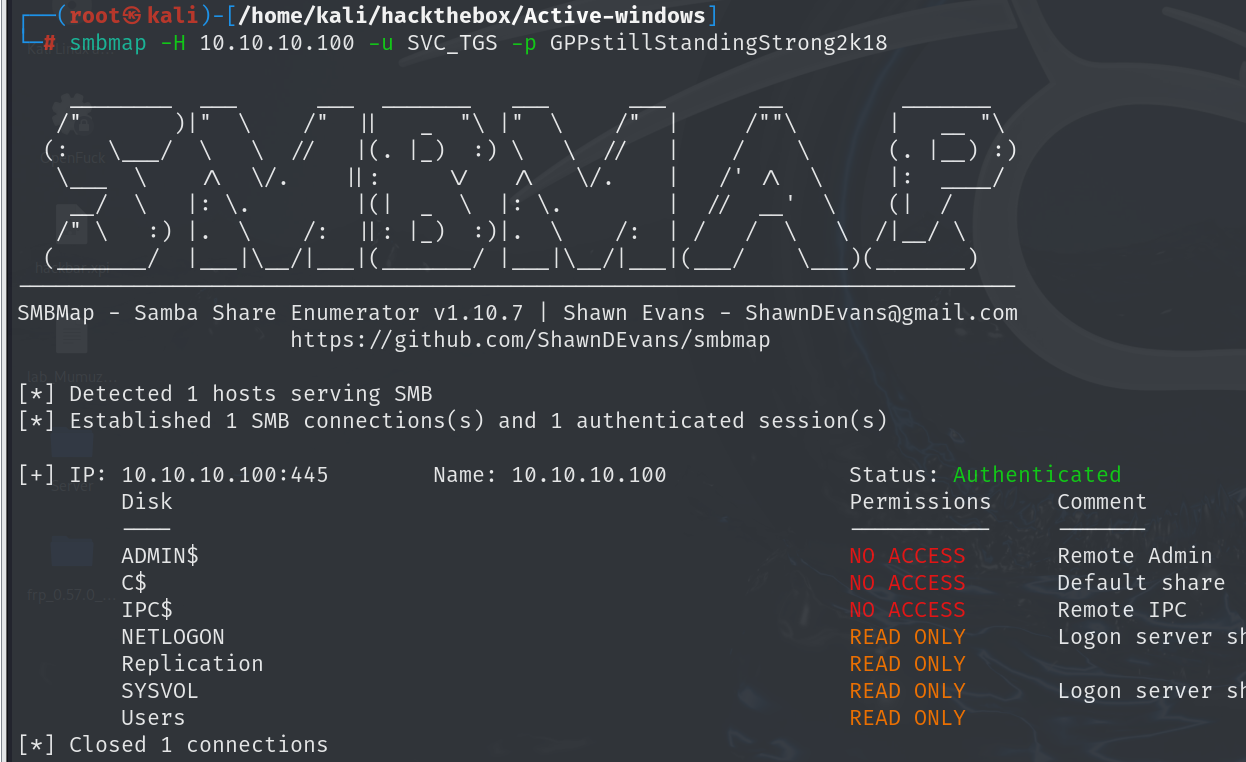 ┌──(root㉿kali)-[/home/kali/hackthebox/Active-windows]
└─# smbmap -H 10.10.10.100 -u SVC_TGS -p GPPstillStandingStrong2k18
SMBMap - Samba Share Enumerator v1.10.7 | Shawn Evans - ShawnDEvans@gmail.com
https://github.com/ShawnDEvans/smbmap
[*] Detected 1 hosts serving SMB
[*] Established 1 SMB connections(s) and 1 authenticated session(s)
[+] IP: 10.10.10.100:445 Name: 10.10.10.100 Status: Authenticated
Disk Permissions Comment
---- ----------- -------
ADMIN$ NO ACCESS Remote Admin
C$ NO ACCESS Default share
IPC$ NO ACCESS Remote IPC
NETLOGON READ ONLY Logon server sh
Replication READ ONLY
SYSVOL READ ONLY Logon server sh
Users READ ONLY
[*] Closed 1 connections